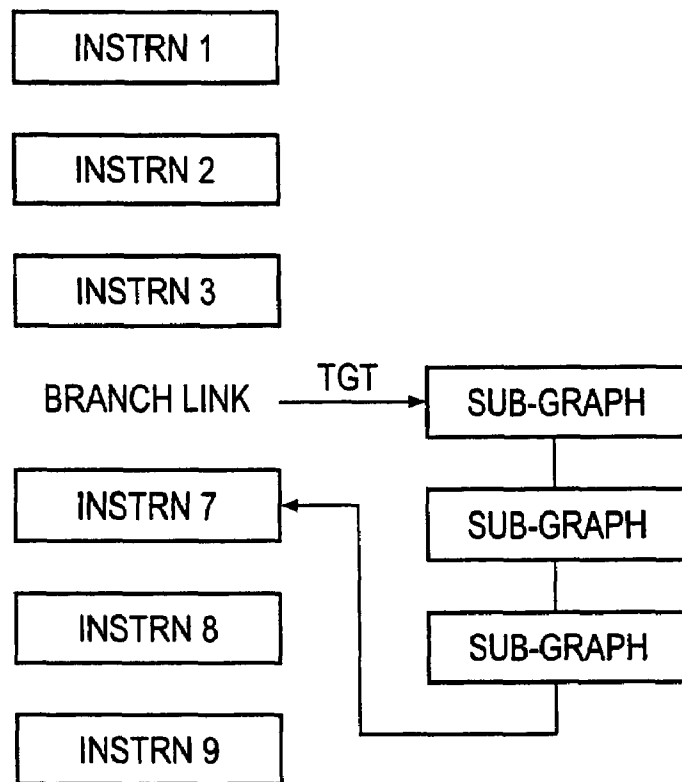 INSTRN 1
INSTRN 2
INSTRN 3
BRANCH LINK
TGT
SUB-GRAPH
INSTRN 7
SUB-GRAPH
INSTRN 8
SUB-GRAPH
INSTRN 9